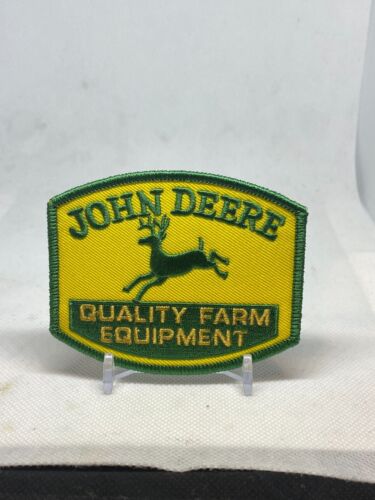 JOHN DEERE
QUALITY FARM
EQUIPMENT